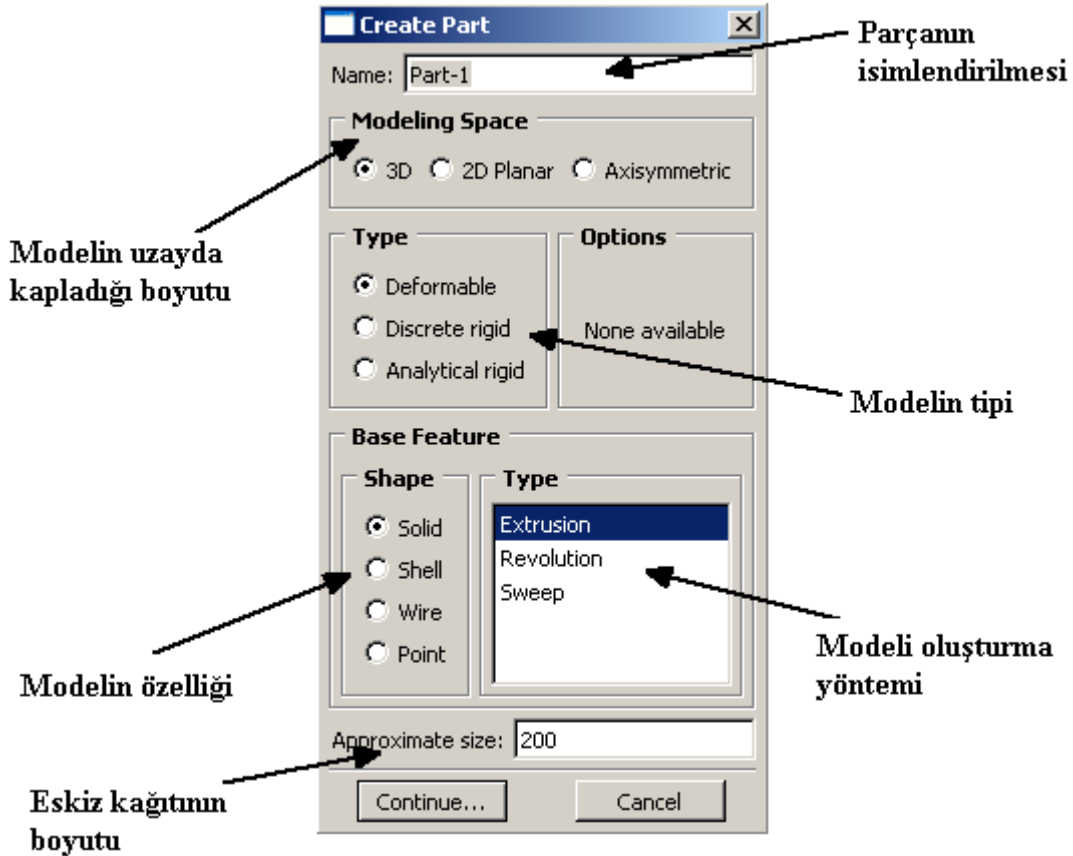 Create Part
Parçanın
isimlendirilmesi
Name: Part-1
Modeling Space
3D 2D Planar Axisymmetric
Modelin uzayda
kapladığı boyutu
Type
Options
Deformable
Discrete rigid
Analytical rigid
None available
Modelin tipi
Base Feature
Shape
Type
Solid
Shell
Wire
Point
Extrusion
Revolution
Sweep
Modelin özelliği
Modeli oluşturma
yöntemi
Approximate size: 200
Eskiz kağıtının
boyutu
Continue...
Cancel